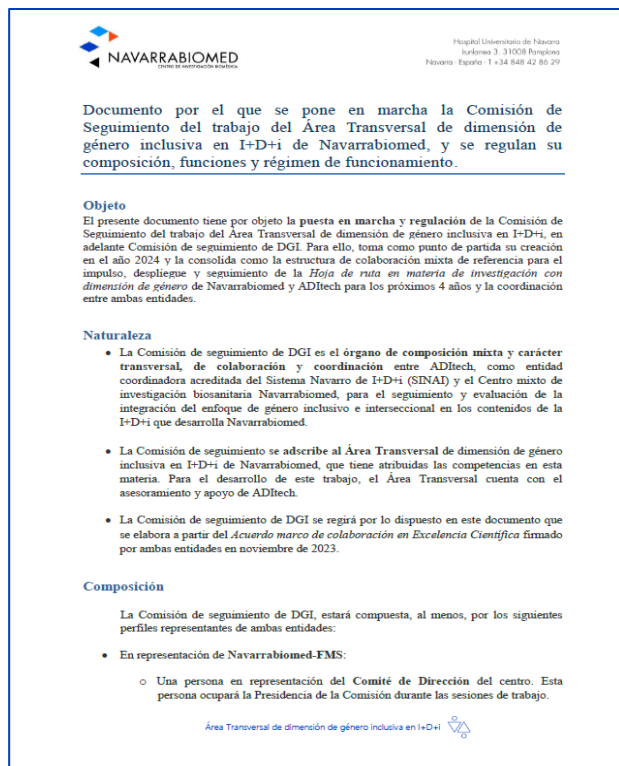 NAVARRABIOMED
CENTRO DE INVESTIGACIÓN BIOMÉDICA
Hospital Universitario de Navarra
Irunlarrea 3. 31008 Pamplona
Navarra - España - T +34 848 42 86 29
Documento por el que se pone en marcha la Comisión de
Seguimiento del trabajo del Área Transversal de dimensión de
género inclusiva en I+D+i de Navarrabiomed, y se regulan su
composición, funciones y régimen de funcionamiento.
Objeto
El presente documento tiene por objeto la puesta en marcha y regulación de la Comisión de
Seguimiento del trabajo del Área Transversal de dimensión de género inclusiva en I+D+i, en
adelante Comisión de seguimiento de DGI. Para ello, toma como punto de partida su creación
en el año 2024 y la consolida como la estructura de colaboración mixta de referencia para el
impulso, despliegue y seguimiento de la Hoja de ruta en materia de investigación con
dimensión de género de Navarrabiomed y ADItech para los próximos 4 años y la coordinación
entre ambas entidades.
Naturaleza
• La Comisión de seguimiento de DGI es el órgano de composición mixta y carácter
transversal, de colaboración y coordinación entre ADItech, como entidad
coordinadora acreditada del Sistema Navarro de I+D+i (SINAI) y el Centro mixto de
investigación biosanitaria Navarrabiomed, para el seguimiento y evaluación de la
integración del enfoque de género inclusivo e interseccional en los contenidos de la
I+D+i que desarrolla Navarrabiomed.
• La Comisión de seguimiento se adscribe al Área Transversal de dimensión de género
inclusiva en I+D+i de Navarrabiomed, que tiene atribuidas las competencias en esta
materia. Para el desarrollo de este trabajo, el Área Transversal cuenta con el
asesoramiento y apoyo de ADItech.
• La Comisión de seguimiento de DGI se regirá por lo dispuesto en este documento que
se elabora a partir del Acuerdo marco de colaboración en Excelencia Científica firmado
por ambas entidades en noviembre de 2023.
Composición
La Comisión de seguimiento de DGI, estará compuesta, al menos, por los siguientes
perfiles representantes de ambas entidades:
• En representación de Navarrabiomed-FMS:
o Una persona en representación del Comité de Dirección del centro. Esta
persona ocupará la Presidencia de la Comisión durante las sesiones de trabajo.
Área Transversal de dimensión de género inclusiva en I+D+i